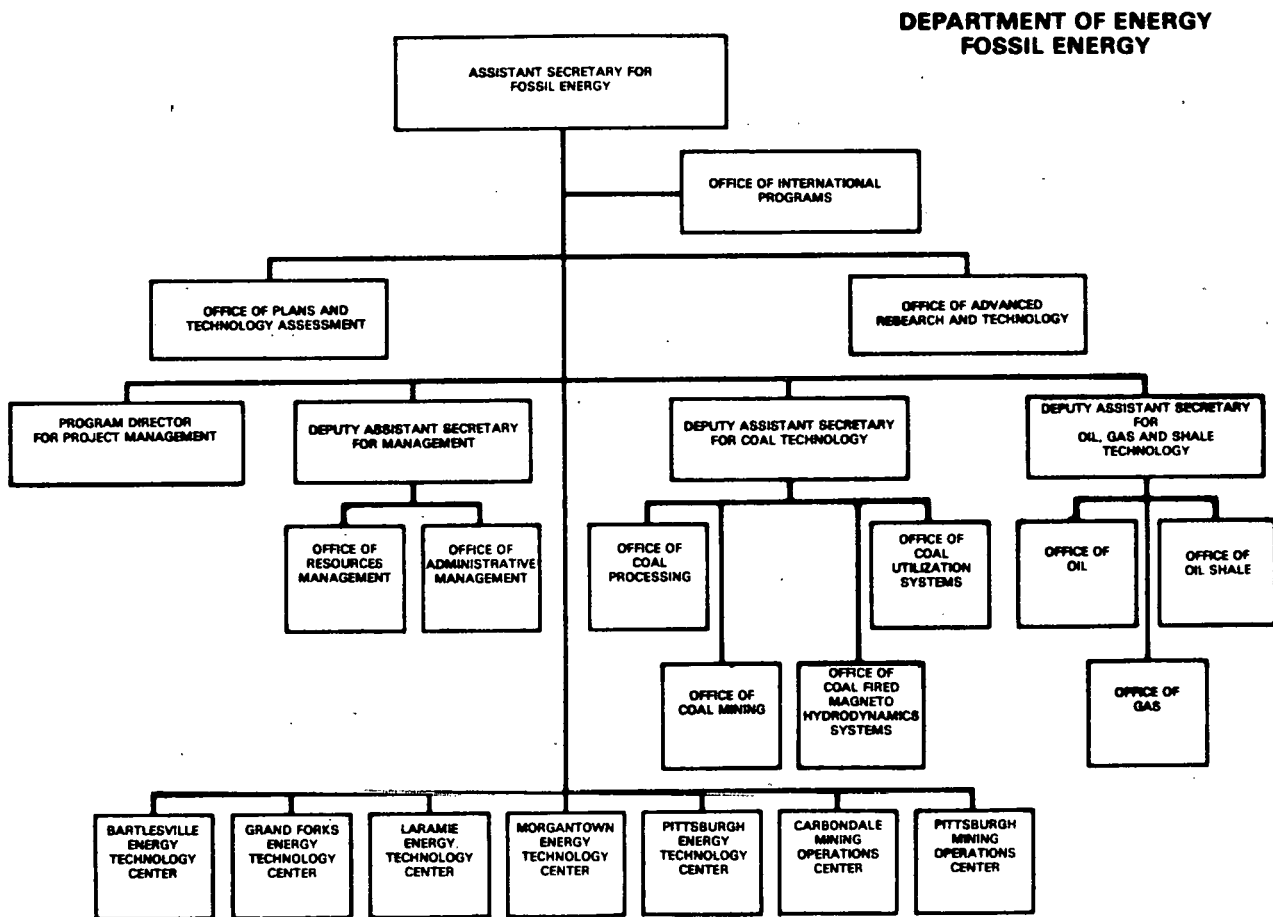 DEPARTMENT OF ENERGY
FOSSIL ENERGY
ASSISTANT SECRETARY FOR
FOSSIL ENERGY
OFFICE OF INTERNATIONAL
PROGRAMS
OFFICE OF PLANS AND
TECHNOLOGY ASSESSMENT
OFFICE OF ADVANCED
RESEARCH AND TECHNOLOGY
PROGRAM DIRECTOR
FOR PROJECT MANAGEMENT
DEPUTY ASSISTANT SECRETARY
FOR MANAGEMENT
DEPUTY ASSISTANT SECRETARY
FOR COAL TECHNOLOGY
DEPUTY ASSISTANT SECRETARY
FOR
OIL, GAS AND SHALE
TECHNOLOGY
OFFICE OF
RESOURCES
MANAGEMENT
OFFICE OF
ADMINISTRATIVE
MANAGEMENT
OFFICE OF
COAL
PROCESSING
OFFICE OF
COAL
UTILIZATION
SYSTEMS
OFFICE OF
OIL
OFFICE OF
OIL SHALE
OFFICE OF
COAL MINING
OFFICE OF
COAL FIRED
MAGNETO
HYDRODYNAMICS
SYSTEMS
OFFICE OF
GAS
BARTLESVILLE
ENERGY
TECHNOLOGY
CENTER
GRAND FORKS
ENERGY
TECHNOLOGY
CENTER
LARAMIE
ENERGY
TECHNOLOGY
CENTER
MORGANTOWN
ENERGY
TECHNOLOGY
CENTER
PITTSBURGH
ENERGY
TECHNOLOGY
CENTER
CARBONDALE
MINING
OPERATIONS
CENTER
PITTSBURGH
MINING
OPERATIONS
CENTER